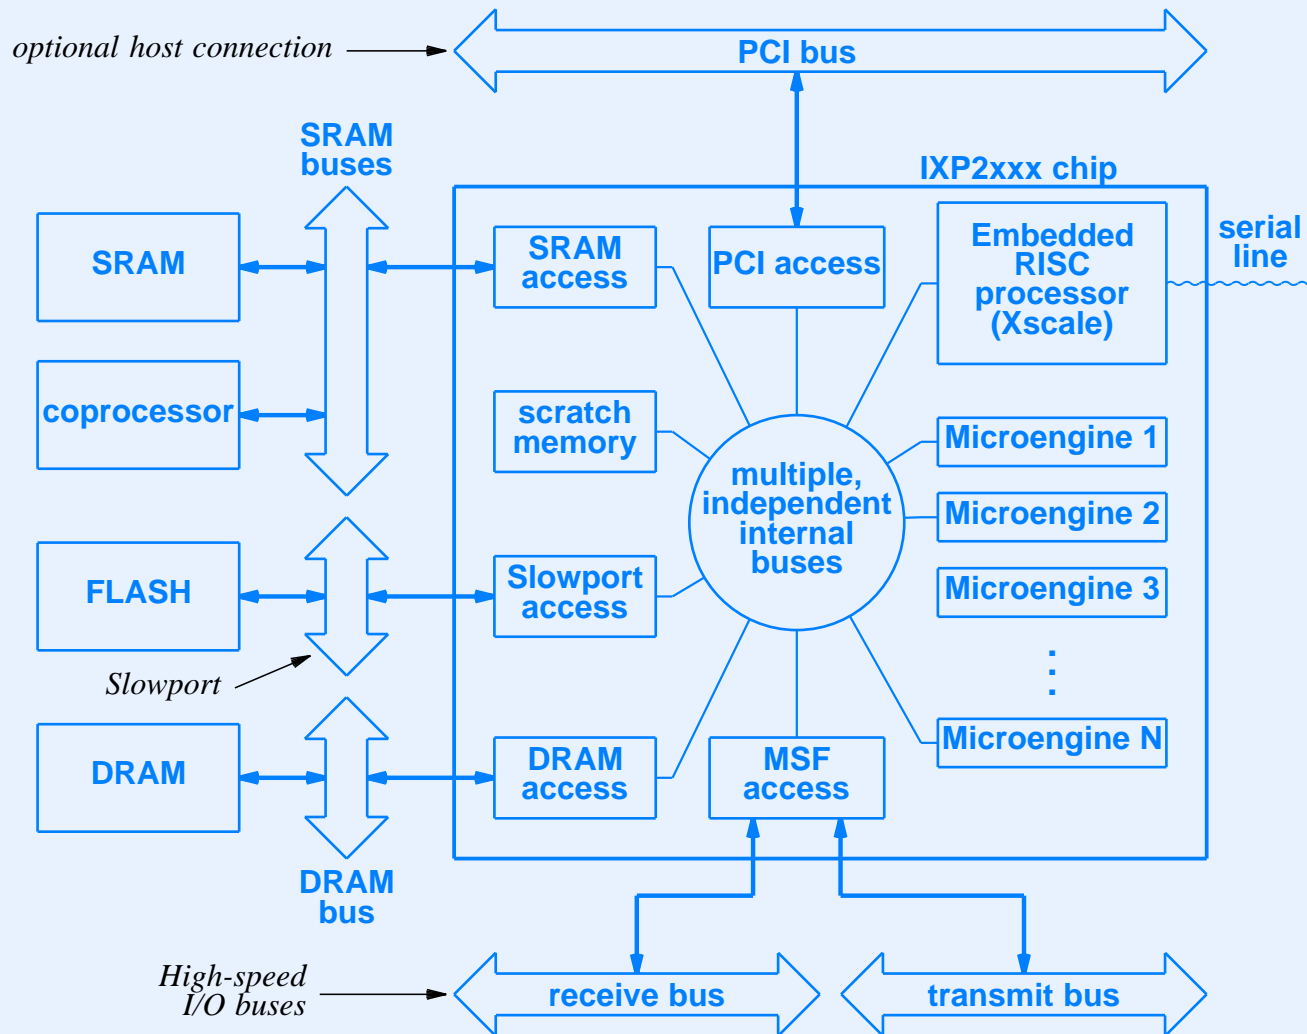 optional host connection
PCI bus
SRAM
buses
IXP2xxx chip
SRAM
SRAM
access
PCI access
Embedded
RISC
processor
(Xscale)
serial
line
coprocessor
scratch
memory
multiple,
independent
internal
buses
Microengine 1
Microengine 2
Microengine 3
Microengine N
FLASH
Slowport
access
Slowport
DRAM
DRAM
access
MSF
access
DRAM
bus
High-speed
I/O buses
receive bus
transmit bus